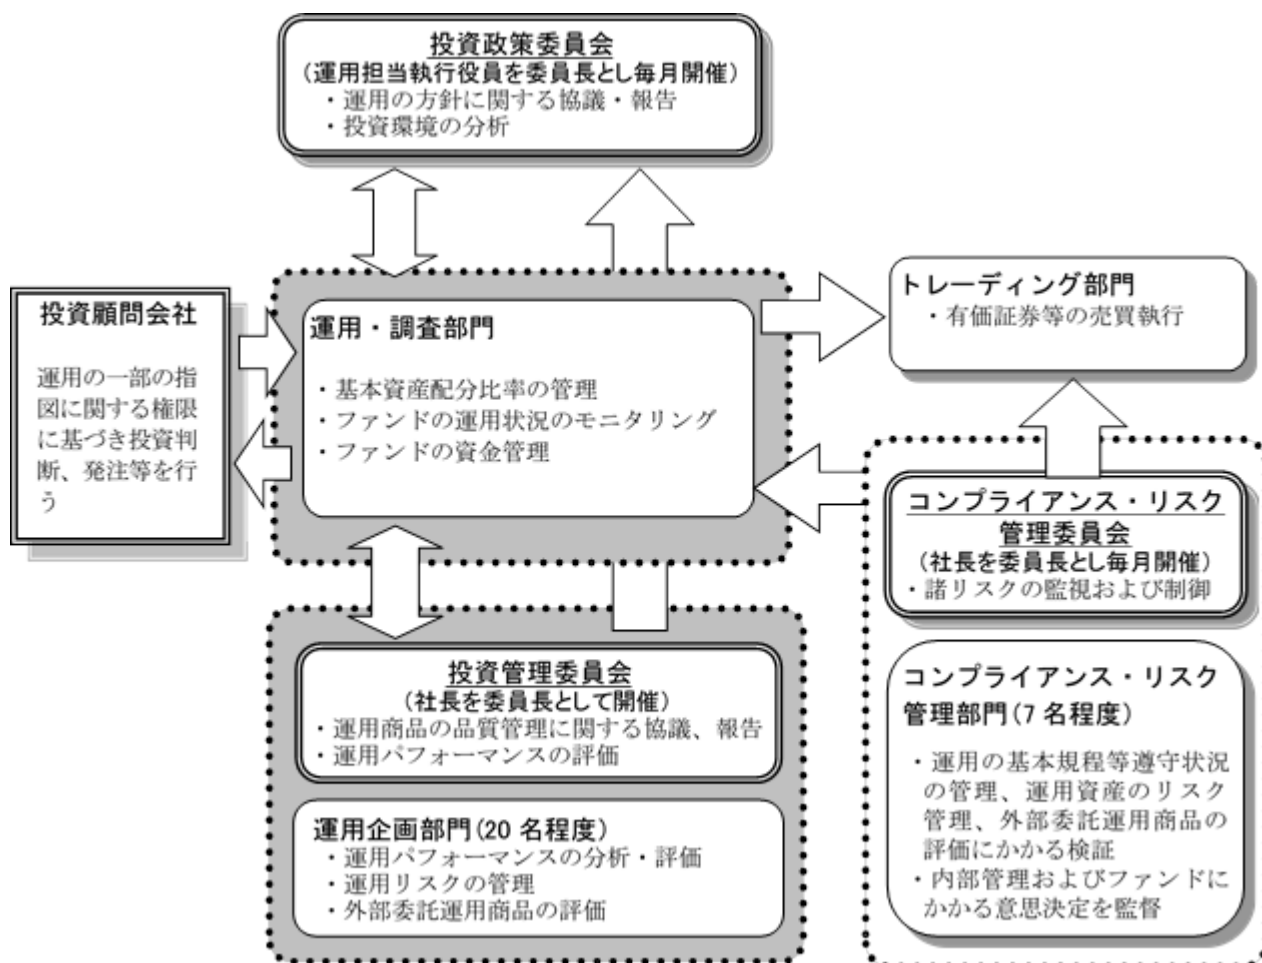 投資政策委員会
(運用担当執行役員を委員長とし毎月開催)
・運用の方針に関する協議・報告
・投資環境の分析
投資顧問会社
運用の一部の指
図に関する権限
に基づき投資判
断、発注等を行
う
運用・調査部門
・基本資産配分比率の管理
・ファンドの運用状況のモニタリング
・ファンドの資金管理
トレーディング部門
・有価証券等の売買執行
コンプライアンス・リスク
管理委員会
(社長を委員長とし毎月開催)
・諸リスクの監視および制御
コンプライアンス・リスク
管理部門(7 名程度)
・運用の基本規程等遵守状況
の管理、運用資産のリスク
管理、外部委託運用商品の
評価にかかる検証
・内部管理およびファンドに
かかる意思決定を監督
投資管理委員会
(社長を委員長として開催)
・運用商品の品質管理に関する協議、報告
・運用パフォーマンスの評価
運用企画部門(20 名程度)
・運用パフォーマンスの分析・評価
・運用リスクの管理
・外部委託運用商品の評価